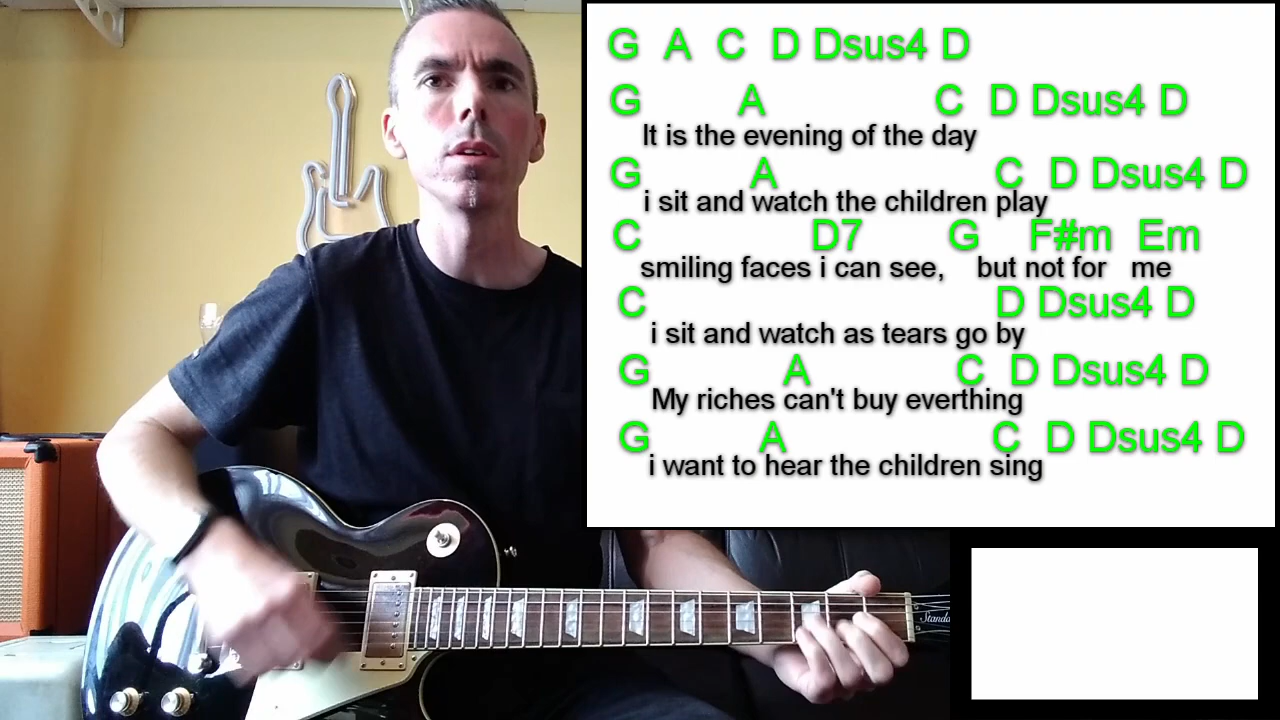 G A C D Dsus4 D
G A C D Dsus4 D
It is the evening of the day
G A C D Dsus4 D
i sit and watch the children play
C D7 G F#m Em
smiling faces i can see, but not for me
C D Dsus4 D
i sit and watch as tears go by
G A C D Dsus4 D
My riches can't buy everthing
G A C D Dsus4 D
i want to hear the children sing